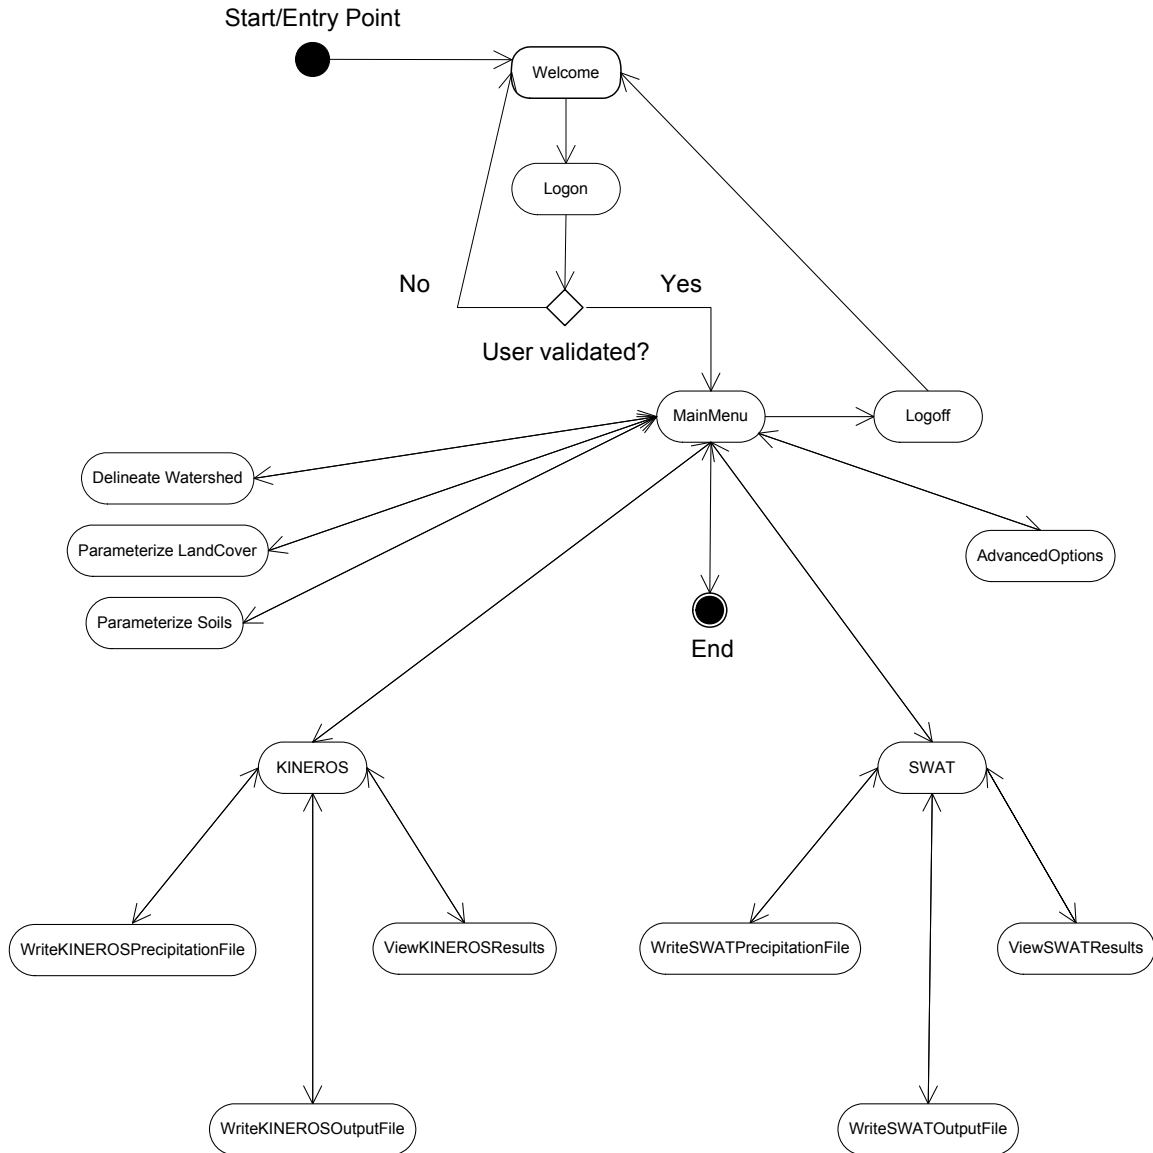 Start/Entry Point
Welcome
Logon
No
Yes
User validated?
MainMenu
Logoff
Delineate Watershed
Parameterize LandCover
AdvancedOptions
Parameterize Soils
End
KINEROS
SWAT
WriteKINEROSPrecipitationFile
ViewKINEROSResults
WriteSWATPrecipitationFile
ViewSWATResults
WriteKINEROSOutputFile
WriteSWATOutputFile